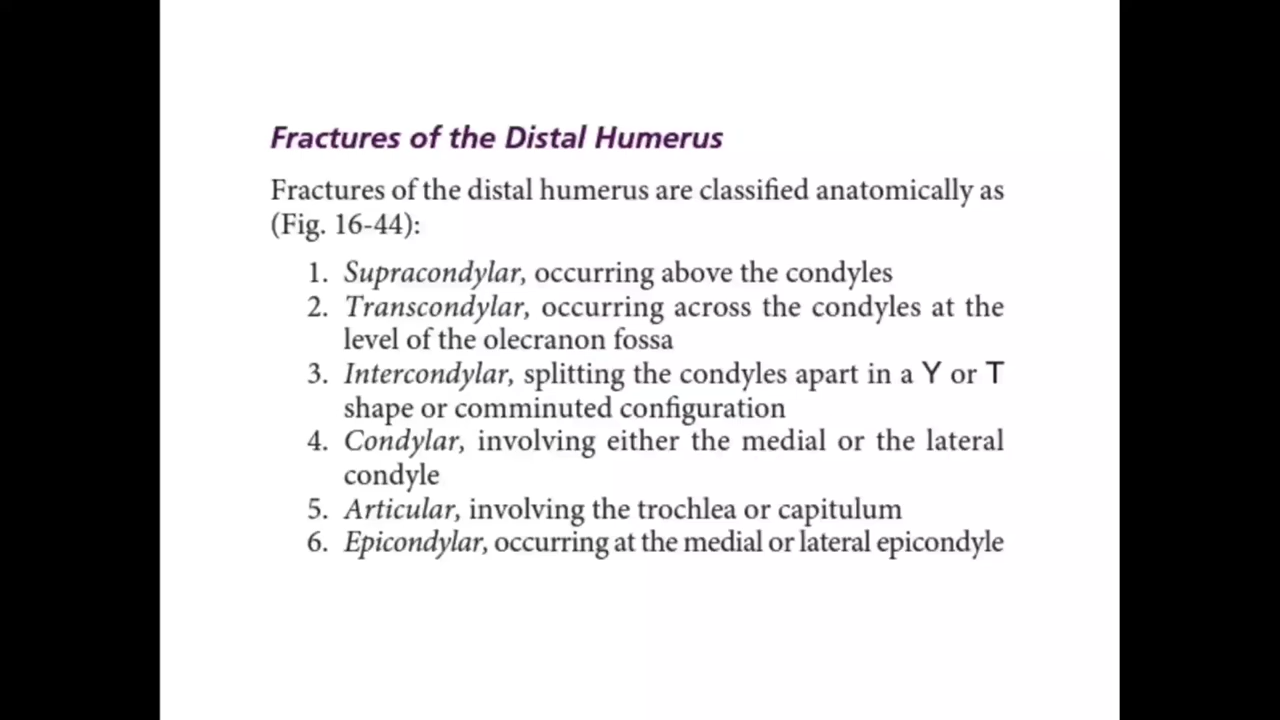 Fractures of the Distal Humerus
Fractures of the distal humerus are classified anatomically as
(Fig. 16-44):
1. Supracondylar, occurring above the condyles
2. Transcondylar, occurring across the condyles at the
level of the olecranon fossa
3. Intercondylar, splitting the condyles apart in a Y or T
shape or comminuted configuration
4. Condylar, involving either the medial or the lateral
condyle
5. Articular, involving the trochlea or capitulum
6. Epicondylar, occurring at the medial or lateral epicondyle